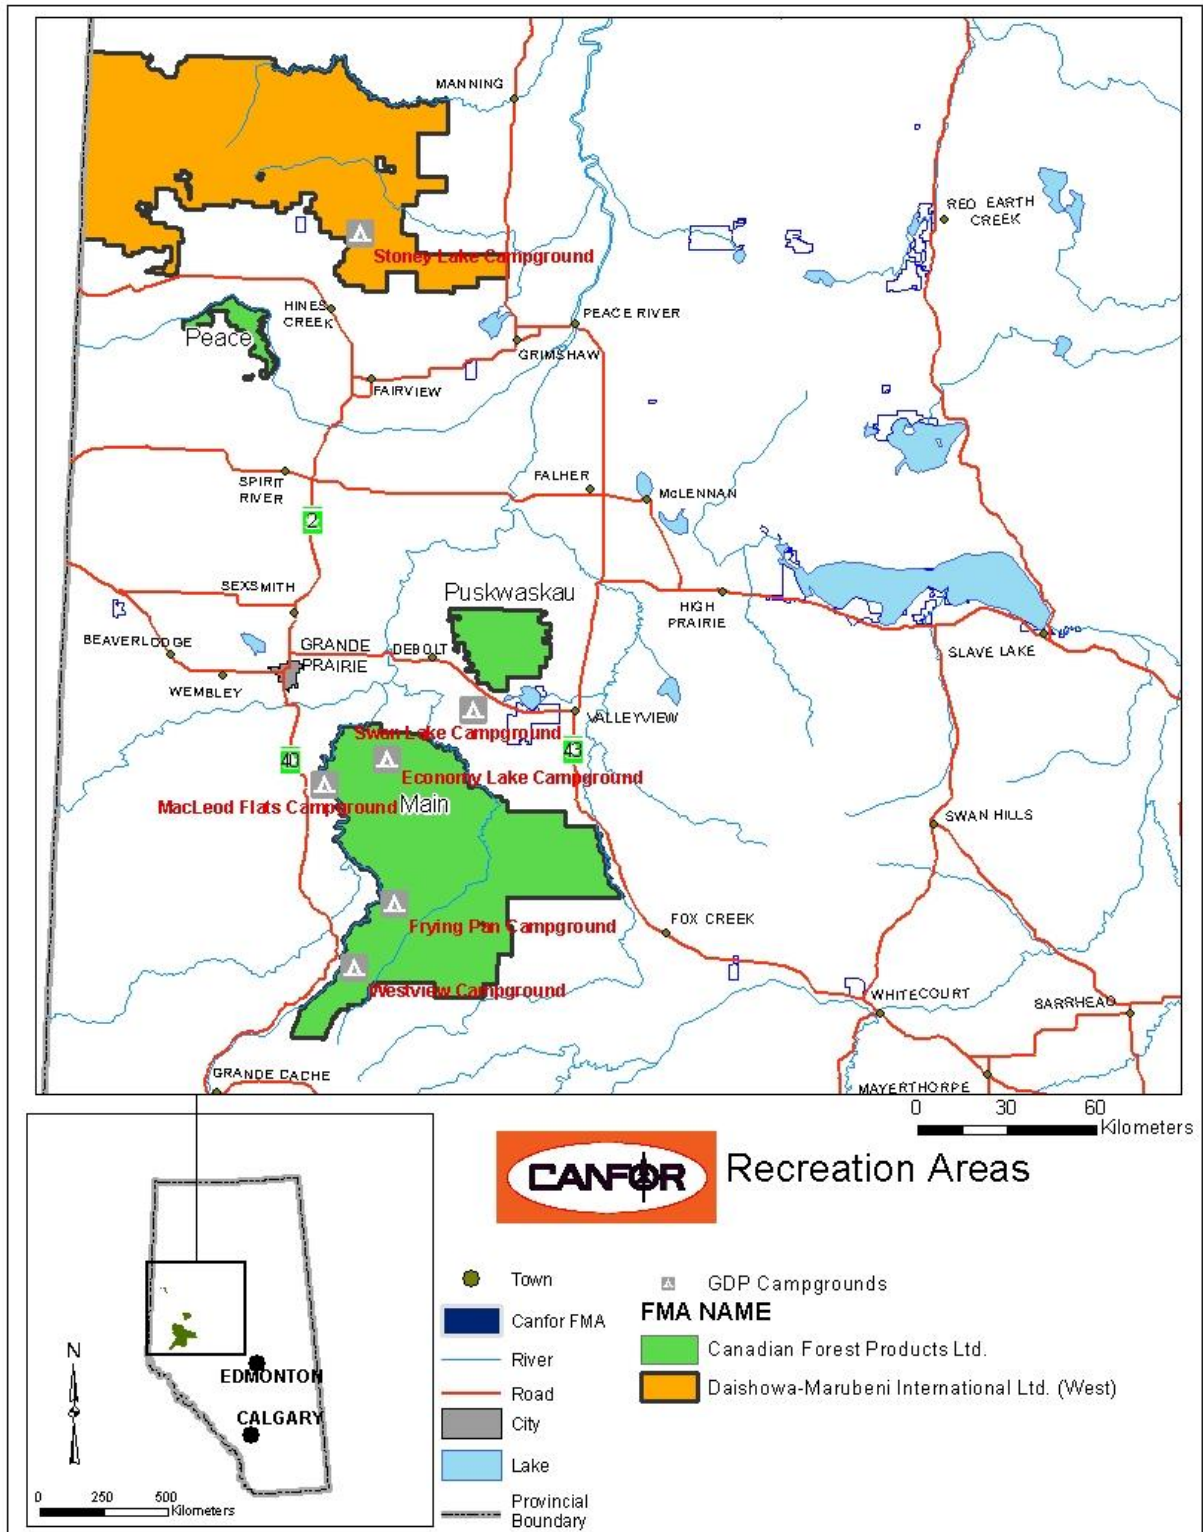 MANNING
RED EARTH
CREEK
Stoney Lake Campground
HINES
CREEK
PEACE RIVER
Peace
GRIMSHAW
FAIRVIEW
SPIRIT
RIVER
FALHER
McLENNAN
2
SEXSMITH
Puskwaskau
HIGH
PRAIRIE
BEAVERLODGE
GRANDE
PRAIRIE
DEBOLT
SLAVE LAKE
WEMBLEY
VALLEYVIEW
Swan Lake Campground
40
43
Economy Lake Campground
MacLeod Flats Campground
Main
SWAN HILLS
Frying Pan Campground
FOX CREEK
Westview Campground
WHITECOURT
BARRHEAD
GRANDE CACHE
MAYERTHORPE
0 30 60
Kilometers
CANFOR
Recreation Areas
Town
Canfor FMA
River
Road
City
Lake
Provincial
Boundary
GDP Campgrounds
FMA NAME
Canadian Forest Products Ltd.
Daishowa-Marubeni International Ltd. (West)
N
EDMONTON
CALGARY
0 250 500
Kilometers